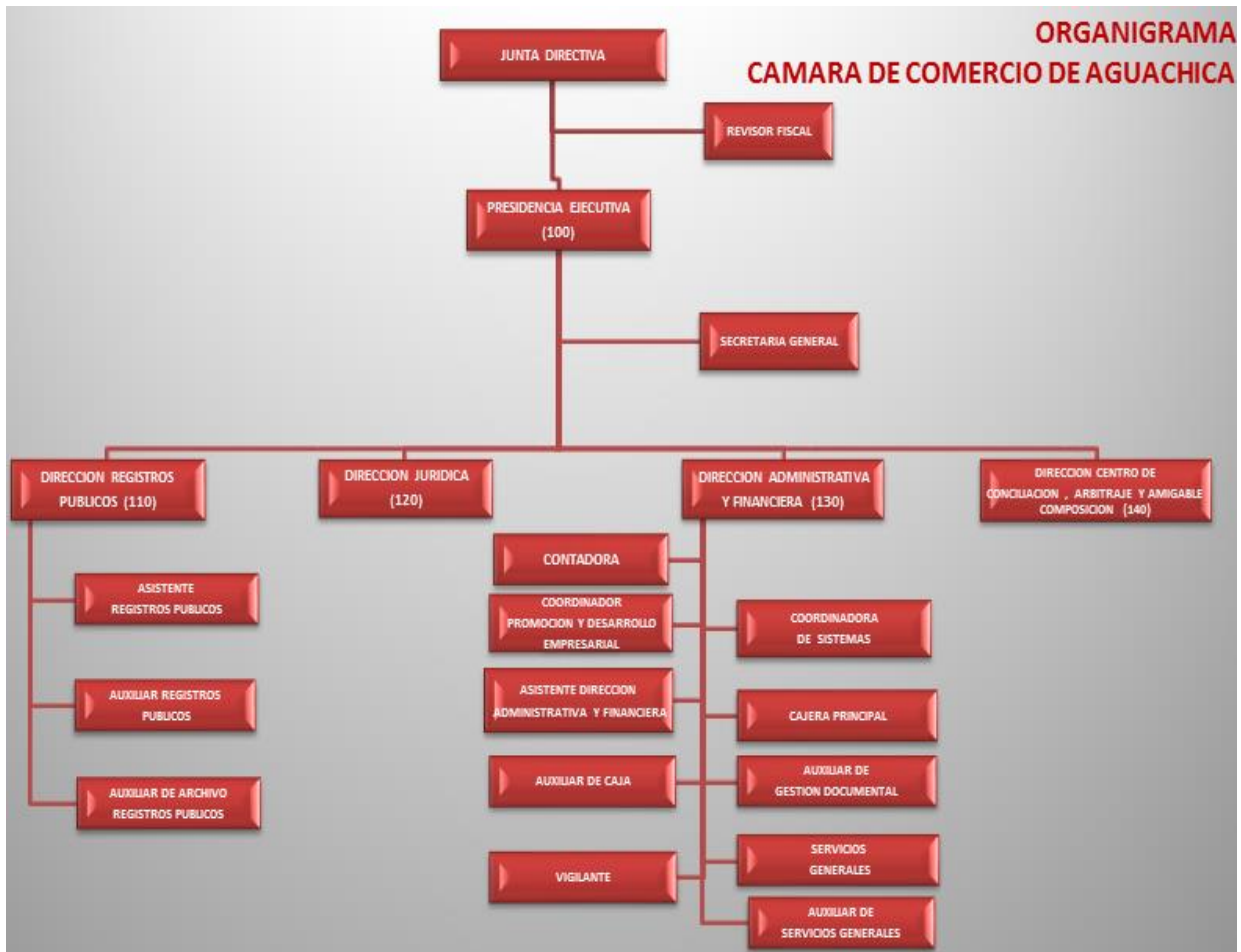 ORGANIGRAMA
CAMARA DE COMERCIO DE AGUACHICA
JUNTA DIRECTIVA
REVISOR FISCAL
PRESIDENCIA EJECUTIVA
(100)
SECRETARIA GENERAL
DIRECCION REGISTROS
PUBLICOS (110)
DIRECCION JURIDICA
(120)
DIRECCION ADMINISTRATIVA
Y FINANCIERA (130)
DIRECCION CENTRO DE
CONCILIACION , ARBITRAJE Y AMIGABLE
COMPOSICION (140)
ASISTENTE
REGISTROS PUBLICOS
AUXILIAR REGISTROS
PUBLICOS
AUXILIAR DE ARCHIVO
REGISTROS PUBLICOS
CONTADORA
COORDINADOR
PROMOCION Y DESARROLLO
EMPRESARIAL
COORDINADORA
DE SISTEMAS
ASISTENTE DIRECCION
ADMINISTRATIVA Y FINANCIERA
CAJERA PRINCIPAL
AUXILIAR DE CAJA
AUXILIAR DE
GESTION DOCUMENTAL
VIGILANTE
SERVICIOS
GENERALES
AUXILIAR DE
SERVICIOS GENERALES